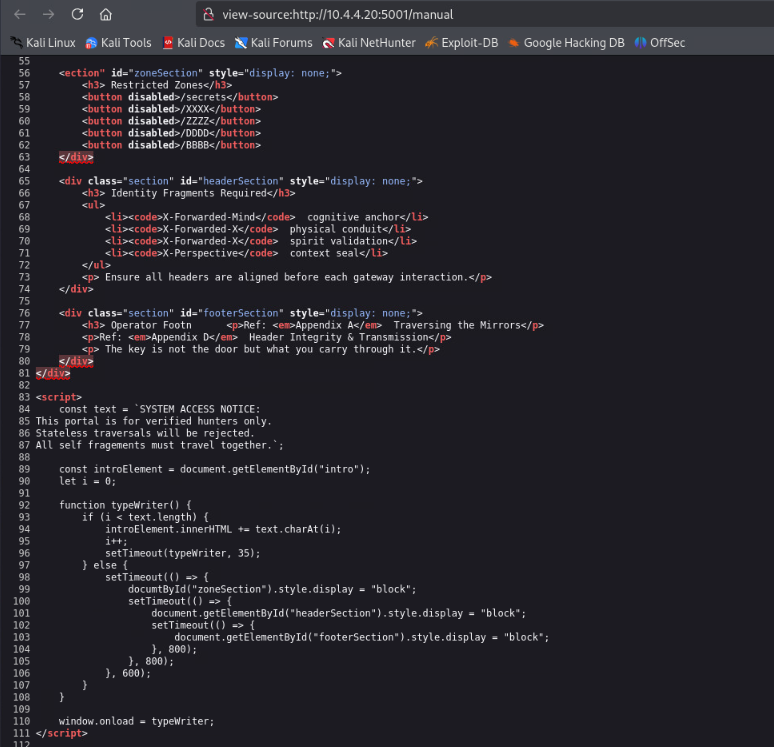 view-source:http://10.4.4.20:5001/manual
Kali Linux Kali Tools Kali Docs Kali Forums Kali NetHunter Exploit-DB Google Hacking DB OffSec
55
56 <ection" id="zoneSection" style="display: none;">
57 <h3> Restricted Zones</h3>
58 <button disabled>/secrets</button>
59 <button disabled>/XXXX</button>
60 <button disabled>/ZZZZ</button>
61 <button disabled>/DDDD</button>
62 <button disabled>/BBBB</button>
63 </div>
64
65 <div class="section" id="headerSection" style="display: none;">
66 <h3> Identity Fragments Required</h3>
67 <ul>
68 <li><code>X-Forwarded-Mind</code>  cognitive anchor</li>
69 <li><code>X-Forwarded-X</code>  physical conduit</li>
70 <li><code>X-Forwarded-X</code>  spirit validation</li>
71 <li><code>X-Perspective</code>  context seal</li>
72 </ul>
73 <p> Ensure all headers are aligned before each gateway interaction.</p>
74 </div>
75
76 <div class="section" id="footerSection" style="display: none;">
77 <h3> Operator Footn      <p>Ref: <em>Appendix A</em>  Traversing the Mirrors</p>
78 <p>Ref: <em>Appendix D</em>  Header Integrity & Transmission</p>
79 <p> The key is not the door but what you carry through it.</p>
80 </div>
81 </div>
82
83 <script>
84 const text = `SYSTEM ACCESS NOTICE:
85 This portal is for verified hunters only.
86 Stateless traversals will be rejected.
87 All self fragements must travel together.`;
88
89 const introElement = document.getElementById("intro");
90 let i = 0;
91
92 function typeWriter() {
93 if (i < text.length) {
94 introElement.innerHTML += text.charAt(i);
95 i++;
96 setTimeout(typeWriter, 35);
97 } else {
98 setTimeout(() => {
99 documtById("zoneSection").style.display = "block";
100 setTimeout(() => {
101 document.getElementById("headerSection").style.display = "block";
102 setTimeout(() => {
103 document.getElementById("footerSection").style.display = "block";
104 }, 800);
105 }, 800);
106 }, 600);
107 }
108 }
109
110 window.onload = typeWriter;
111 </script>
112